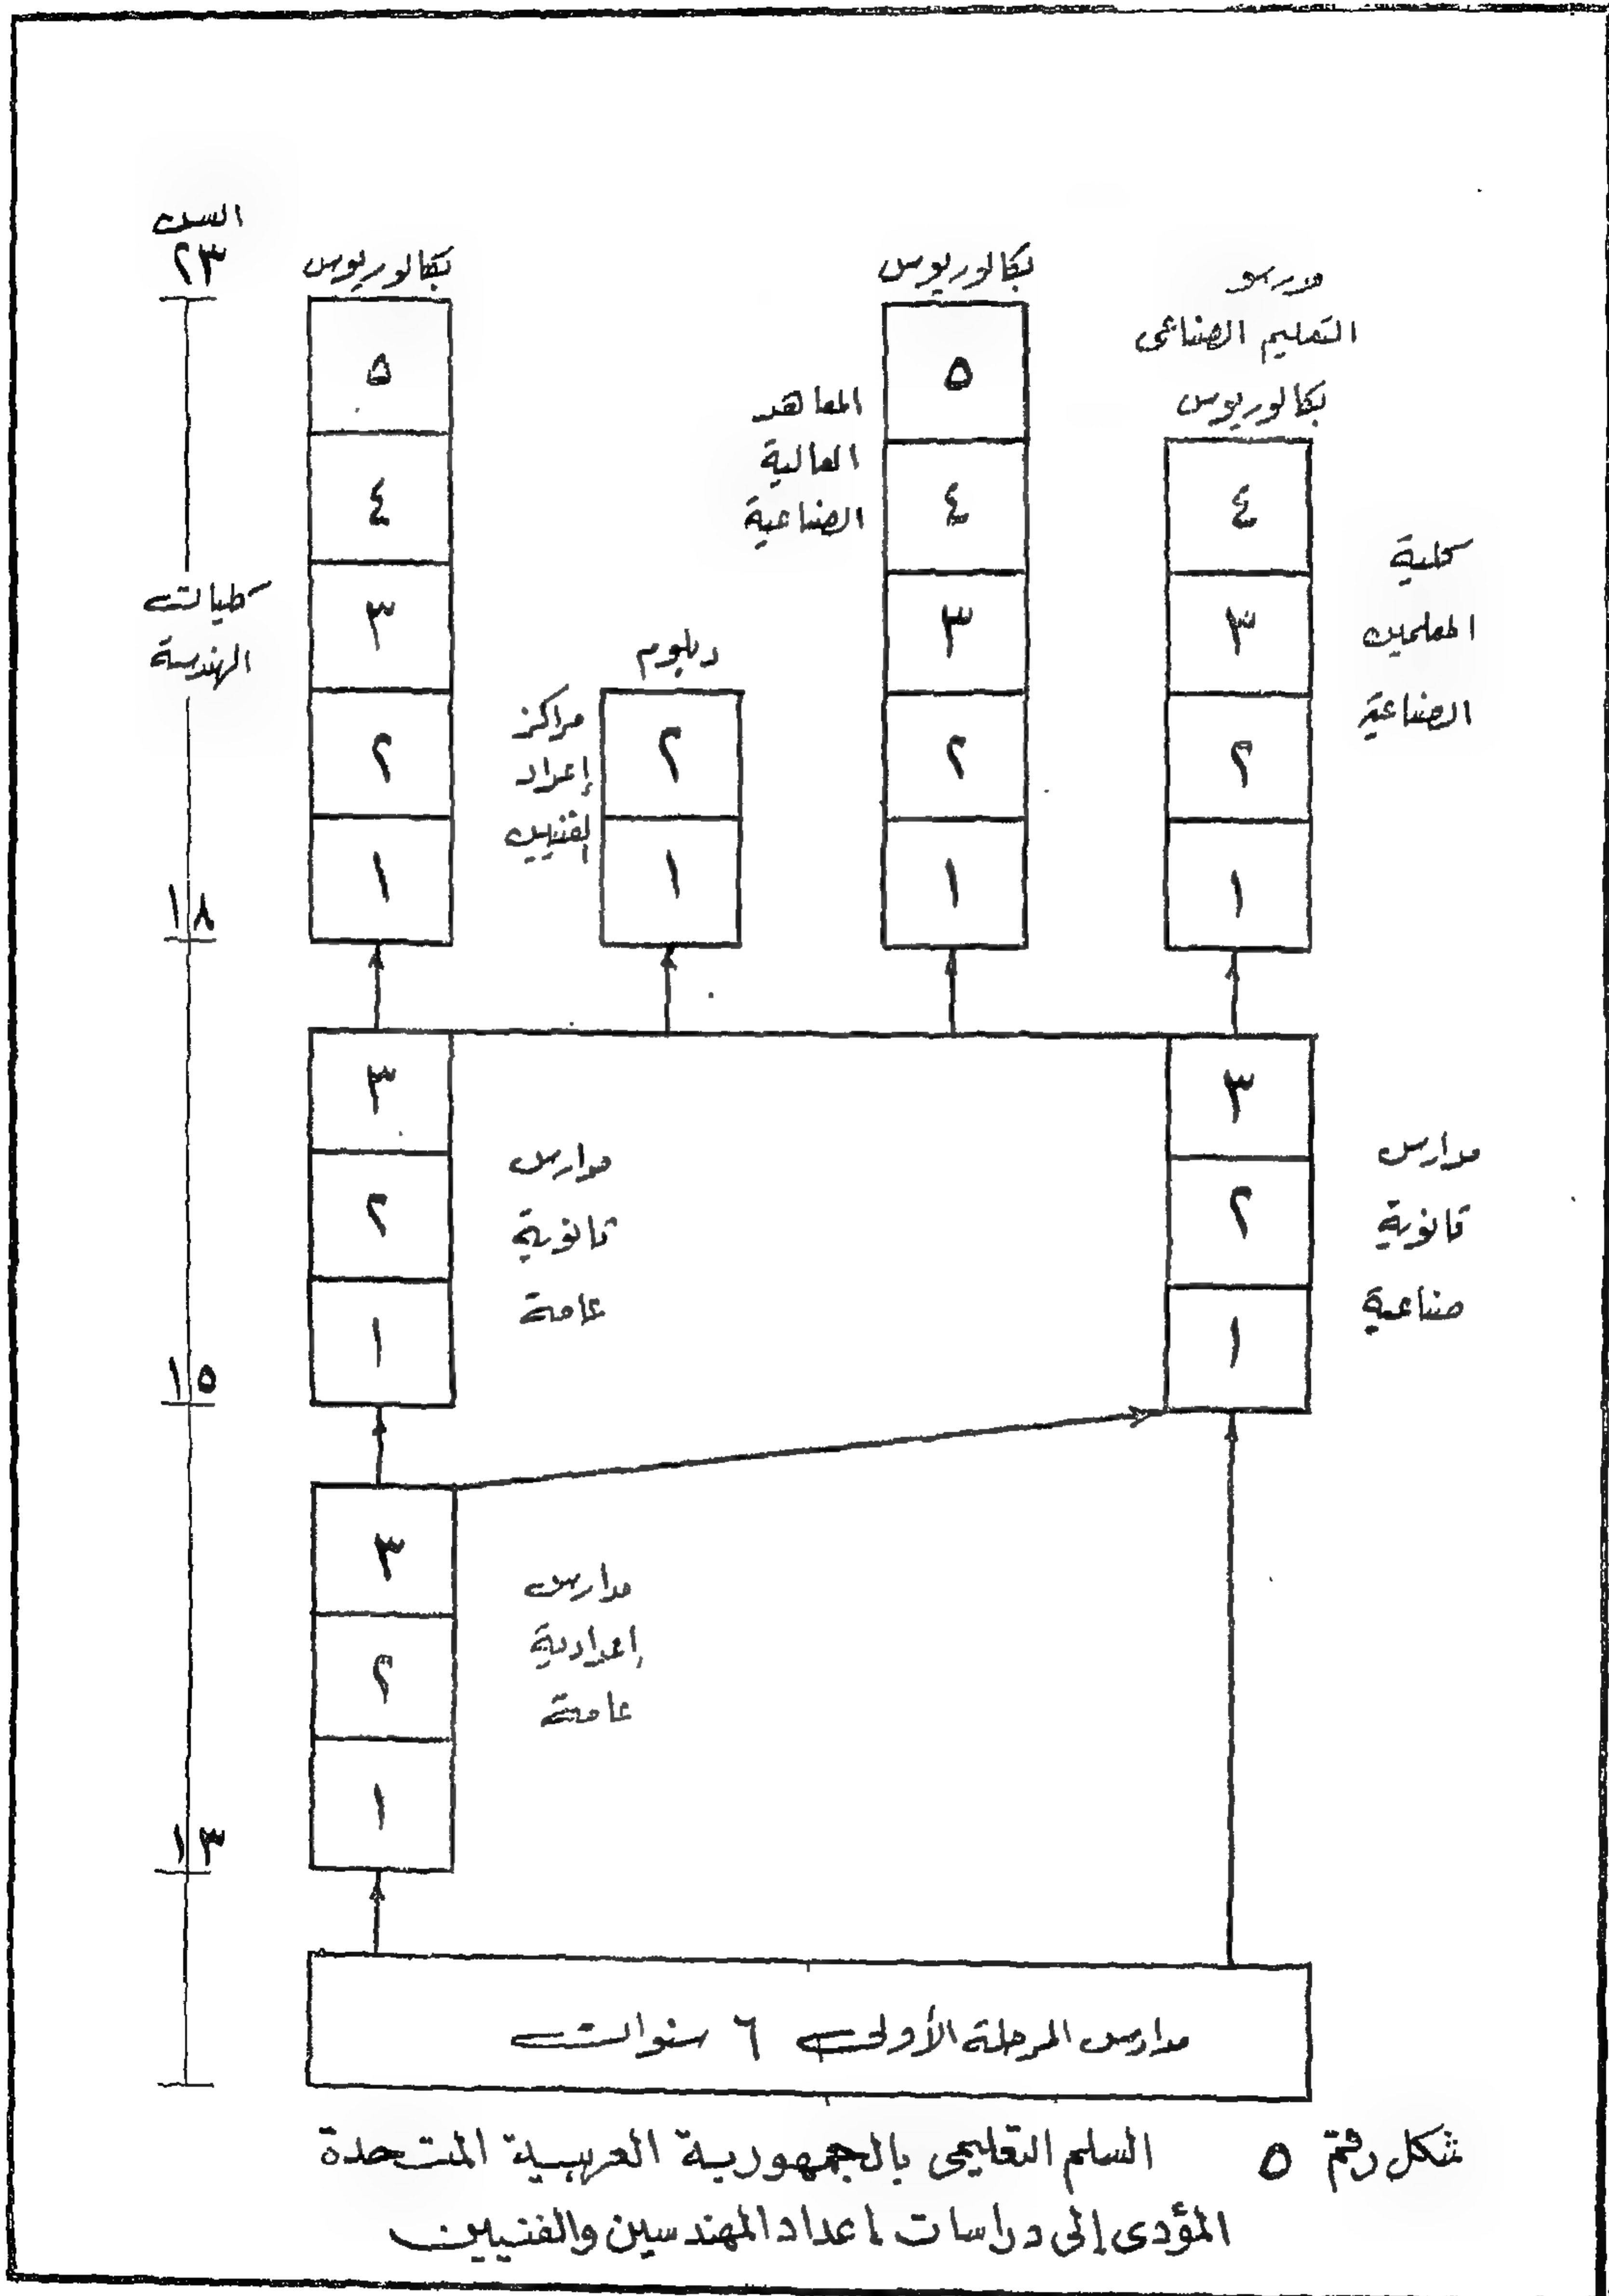 السن
٢٣
بكالوريوس
٥
٤
٣
٢
١
كليات
الهندسة
١٨
دبلوم
٢
١
مراكز
إعداد
الفنيين
بكالوريوس
٥
٤
٣
٢
١
المعاهد
العالية
الصناعية
مدرسو
التعليم الصناعى
بكالوريوس
٤
٣
٢
١
كلية
المعلمين
الصناعية
٣
٢
١
مدارس
ثانوية
عامة
٣
٢
١
مدارس
ثانوية
صناعية
١٥
٣
٢
١
مدارس
إعدادية
عامة
١٣
مدارس المرحلة الأولى ٦ سنوات
شكل رقم ٥ السلم التعليمى بالجمهورية العربية المتحدة
المؤدى إلى دراسات إعداد المهندسين والفنيين